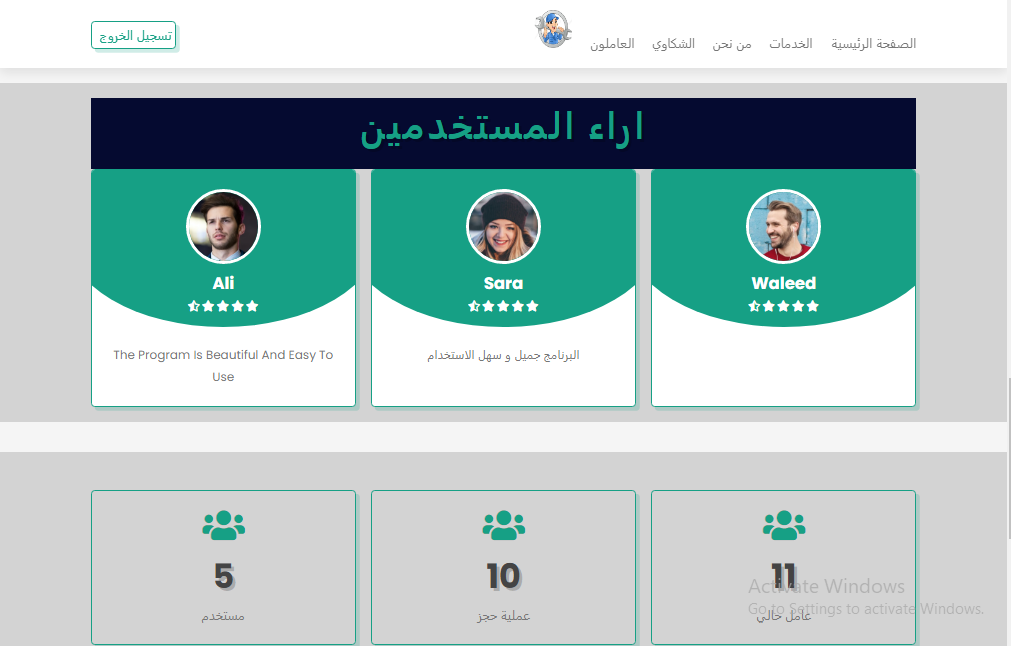 الصفحة الرئيسية
الخدمات
من نحن
الشكاوي
العاملون
تسجيل الخروج
اراء المستخدمين
Waleed
Sara
البرنامج جميل و سهل الاستخدام
Ali
The Program Is Beautiful And Easy To
Use
11
عامل حالي
10
عملية حجز
5
مستخدم
Activate Windows
Go to Settings to activate Windows.